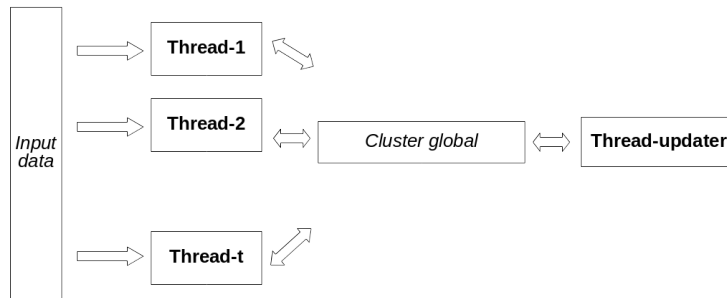 Input
data
Thread-1
Thread-2
Thread-t
Cluster global
Thread-updater